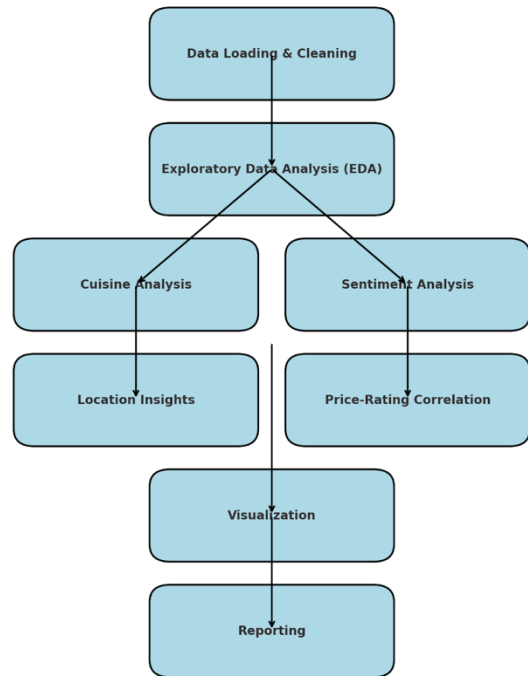 Data Loading & Cleaning
Exploratory Data Analysis (EDA)
Cuisine Analysis
Sentiment Analysis
Location Insights
Price-Rating Correlation
Visualization
Reporting